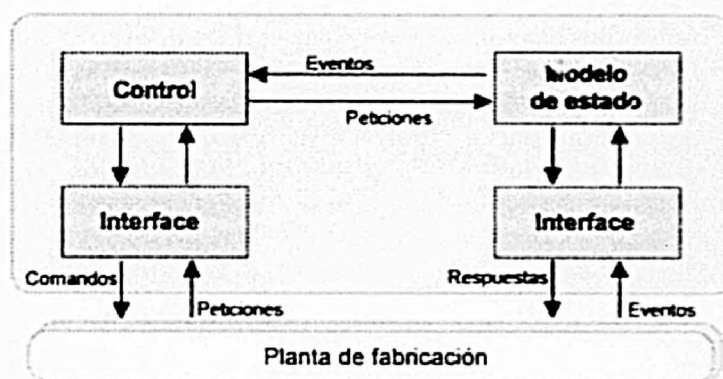 Eventos
Control
Modelo
de estado
Peticiones
Interface
Interface
Comandos
Peticiones
Respuestas
Eventos
Planta de fabricación